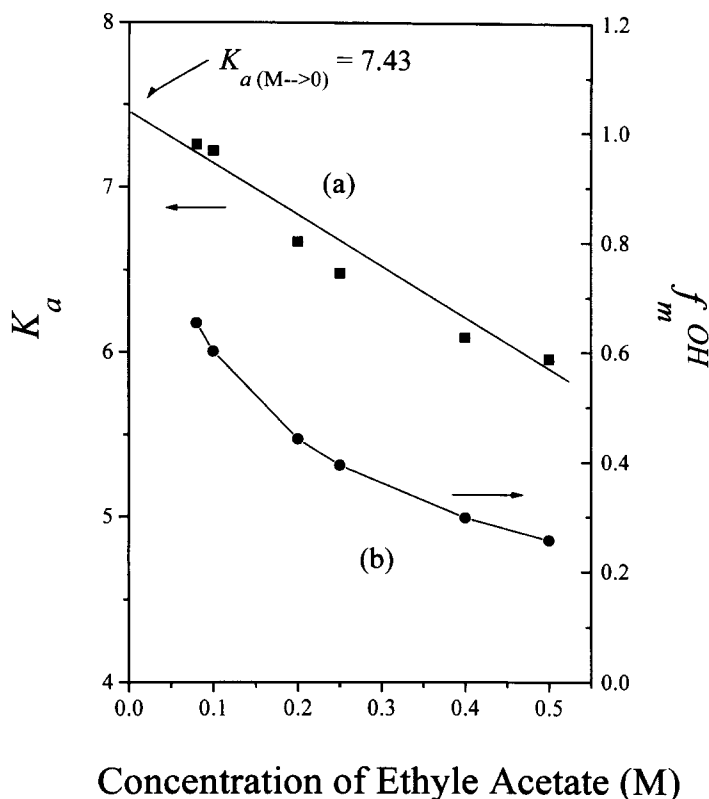 8
7
6
5
4
K a
K a (M-->0) = 7.43
(a)
(b)
1.2
1.0
0.8
0.6
0.4
0.2
0.0
f m OH
0.0 0.1 0.2 0.3 0.4 0.5
Concentration of Ethyle Acetate (M)